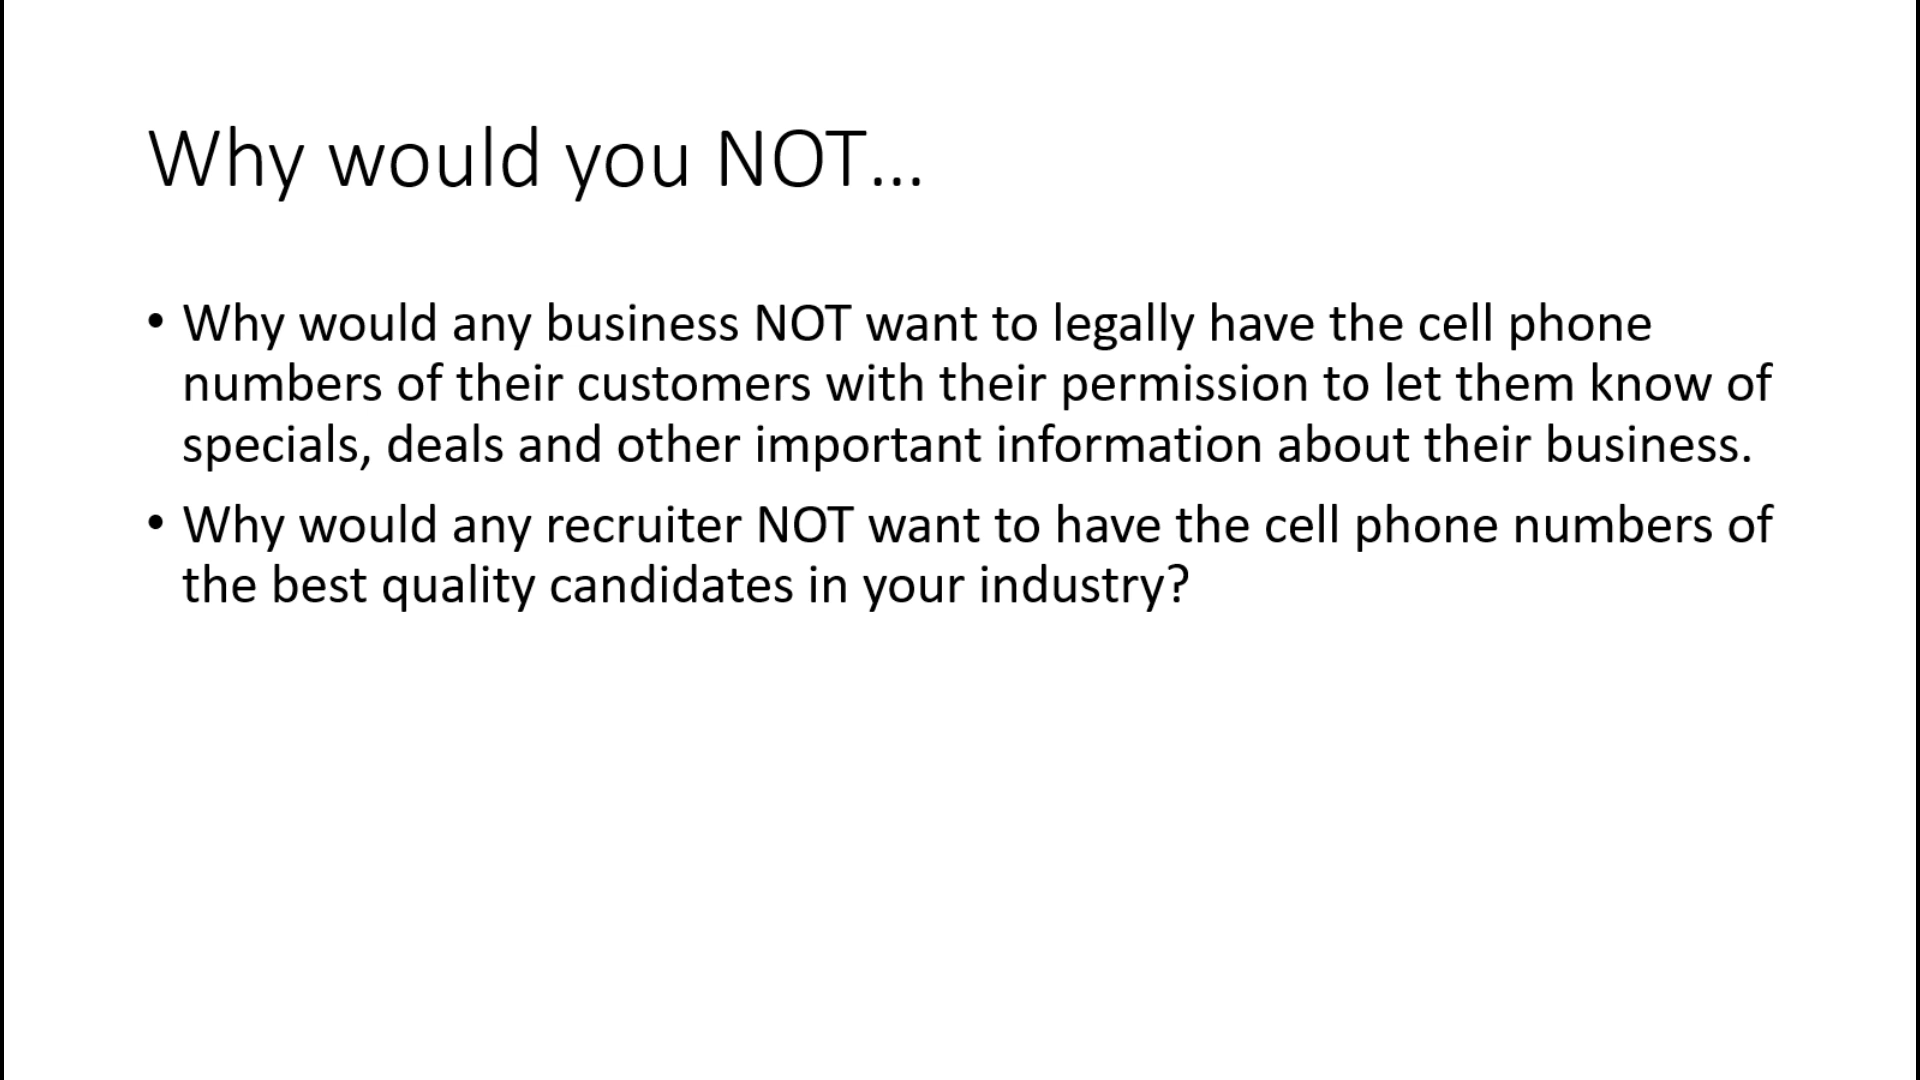 Why would you NOT...
• Why would any business NOT want to legally have the cell phone
numbers of their customers with their permission to let them know of
specials, deals and other important information about their business.
• Why would any recruiter NOT want to have the cell phone numbers of
the best quality candidates in your industry?